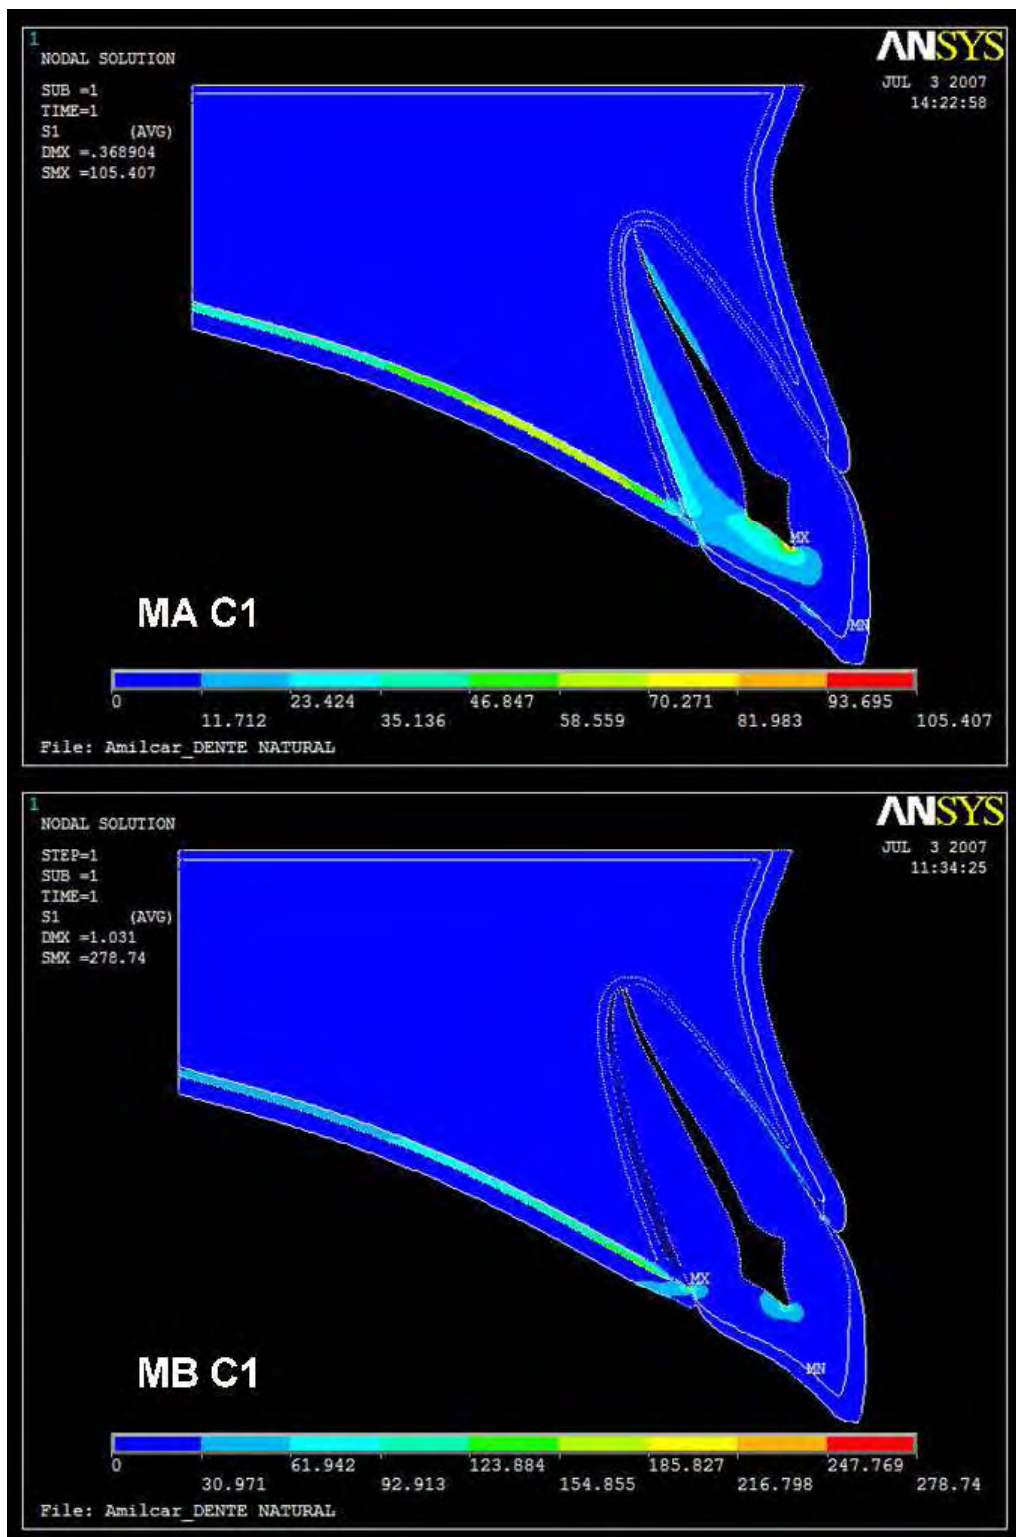 1
ANSYS
NODAL SOLUTION
JUL 3 2007
14:22:58
SUB =1
TIME=1
S1 (AVG)
DMX =.368904
SMX =105.407
MX
MN
MA C1
0 23.424 46.847 70.271 93.695
11.712 35.136 58.559 81.983 105.407
File: Amilcar_DENTE NATURAL
1
ANSYS
NODAL SOLUTION
JUL 3 2007
11:34:25
STEP=1
SUB =1
TIME=1
S1 (AVG)
DMX =1.031
SMX =278.74
MX
MN
MB C1
0 61.942 123.884 185.827 247.769
30.971 92.913 154.855 216.798 278.74
File: Amilcar_DENTE NATURAL